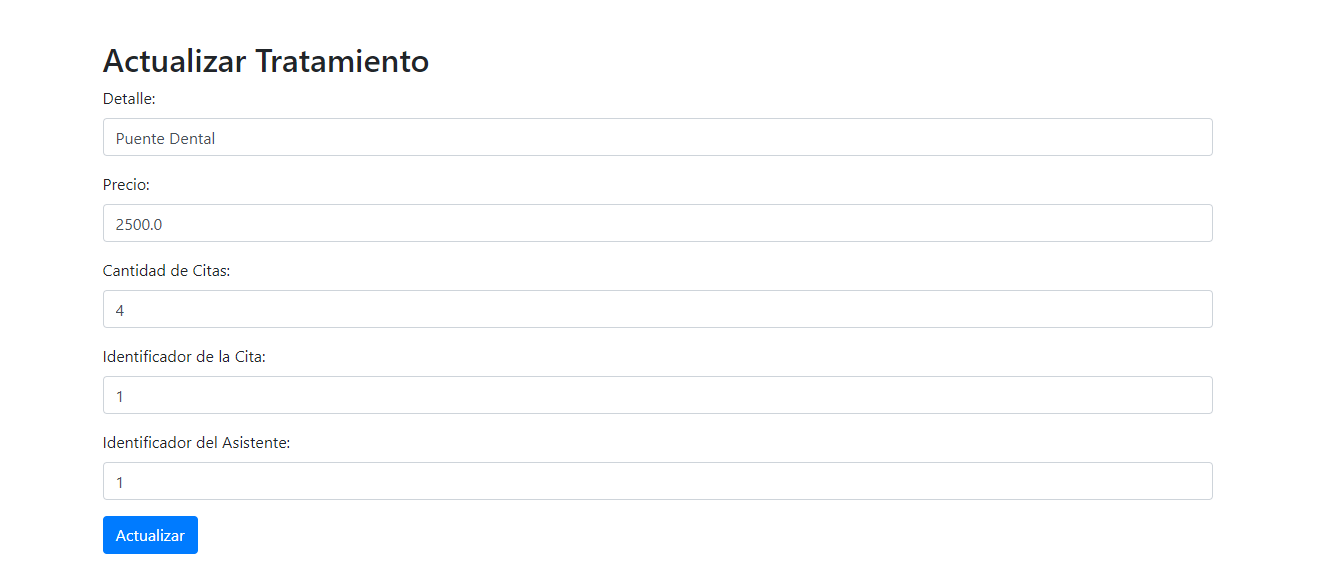 Actualizar Tratamiento
Detalle:
Puente Dental
Precio:
2500.0
Cantidad de Citas:
4
Identificador de la Cita:
1
Identificador del Asistente:
1
Actualizar